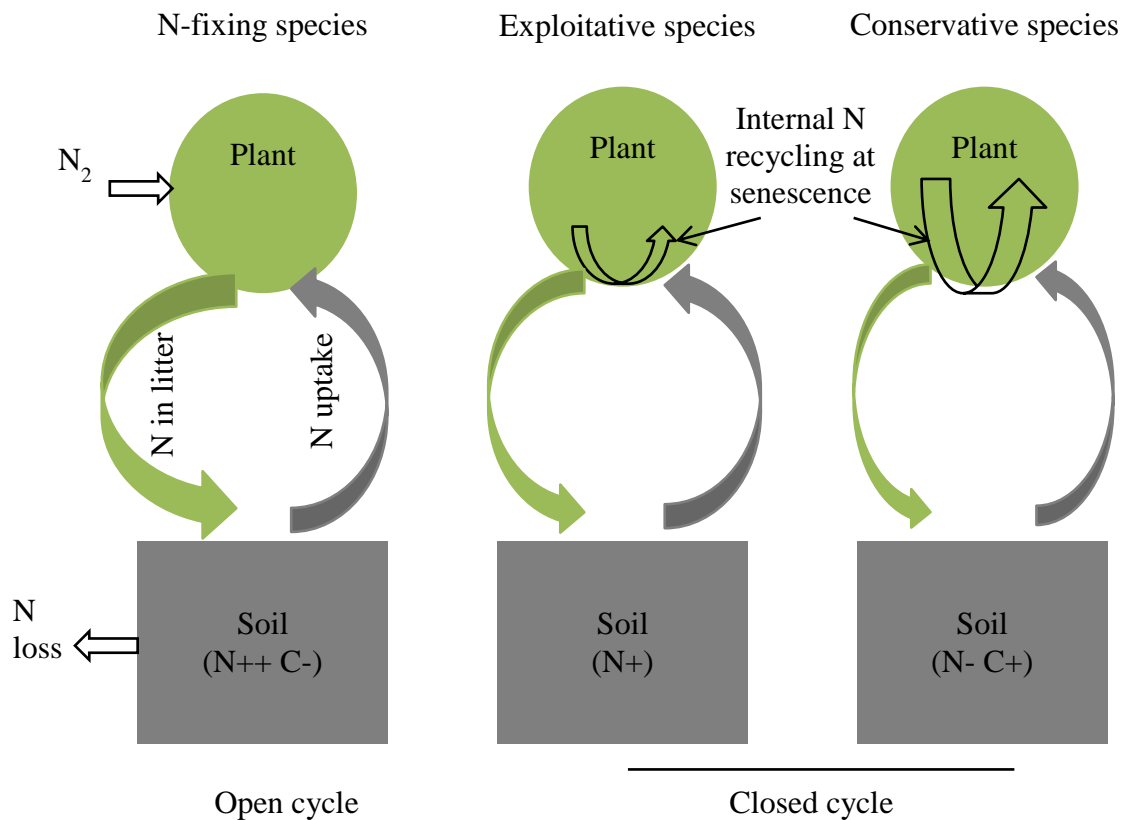 N-fixing species
Exploitative species
Conservative species
Plant
N2
Plant
Internal N
recycling at
senescence
Plant
N in litter
N uptake
N
loss
Soil
(N++ C-)
Soil
(N+)
Soil
(N- C+)
Open cycle
Closed cycle